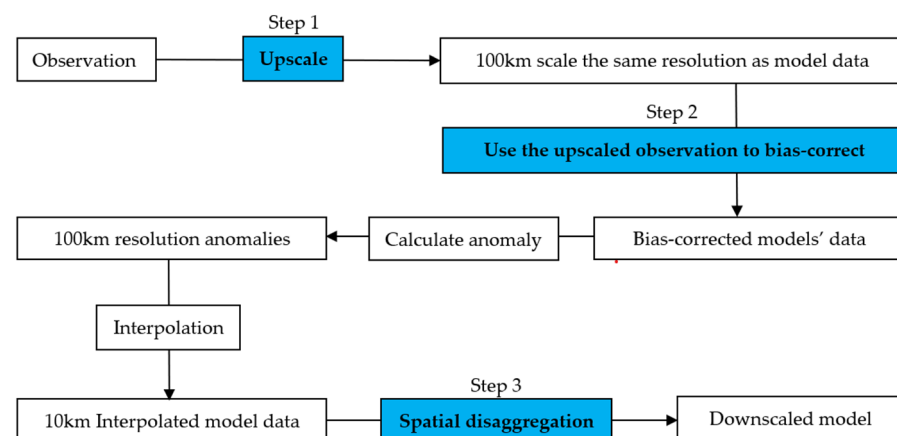 Step 1
Observation
Upscale
100km scale the same resolution as model data
Step 2
Use the upscaled observation to bias-correct
100km resolution anomalies
Calculate anomaly
Bias-corrected models' data
Interpolation
Step 3
10km Interpolated model data
Spatial disaggregation
Downscaled model